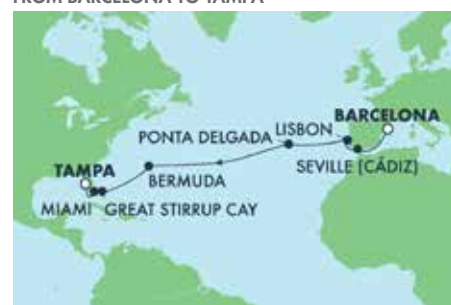 FROM BARCELONA TO TAMPA
BARCELONA
PONTA DELGADA
LISBON
SEVILLE (CÁDIZ)
TAMPA
BERMUDA
MIAMI
GREAT STIRRUP CAY